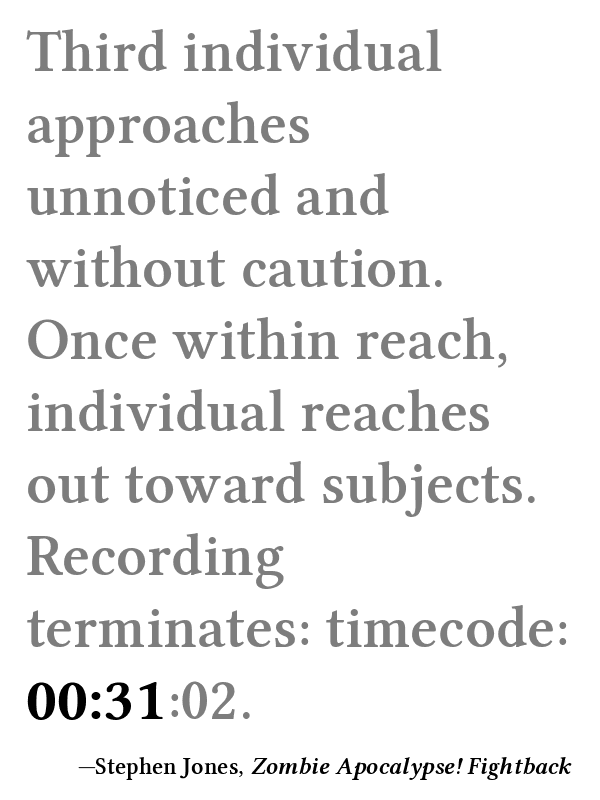 Third individual
approaches
unnoticed and
without caution.
Once within reach,
individual reaches
out toward subjects.
Recording
terminates: timecode:
00:31:02.
—Stephen Jones, Zombie Apocalypse! Fightback